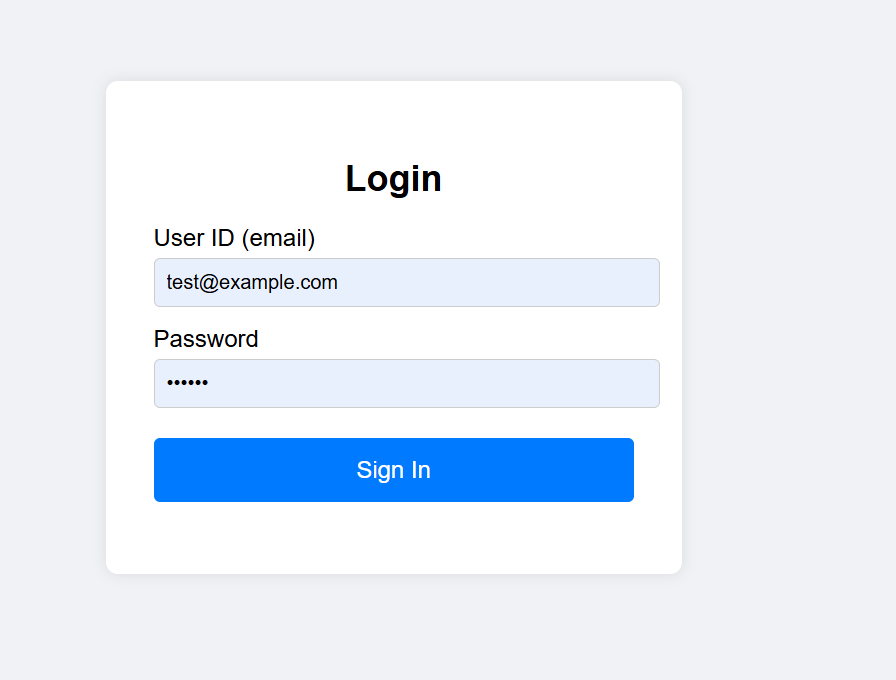 Login
User ID (email)
test@example.com
Password
••••••
Sign In